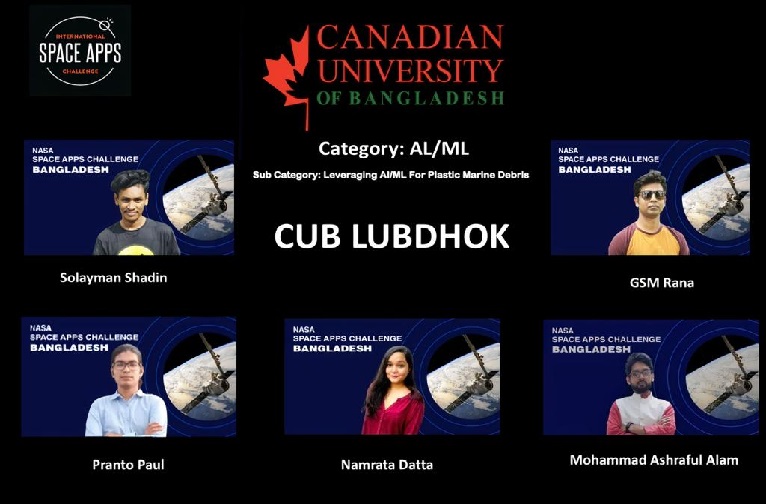 INTERNATIONAL
SPACE APPS
CHALLENGE
CANADIAN
UNIVERSITY
OF BANGLADESH
Category: AL/ML
Sub Category: Leveraging AI/ML For Plastic Marine Debris
CUB LUBDHOK
NASA
SPACE APPS CHALLENGE
BANGLADESH
Solayman Shadin
NASA
SPACE APPS CHALLENGE
BANGLADESH
GSM Rana
NASA
SPACE APPS CHALLENGE
BANGLADESH
Pranto Paul
NASA
SPACE APPS CHALLENGE
BANGLADESH
Namrata Datta
NASA
SPACE APPS CHALLENGE
BANGLADESH
Mohammad Ashraful Alam